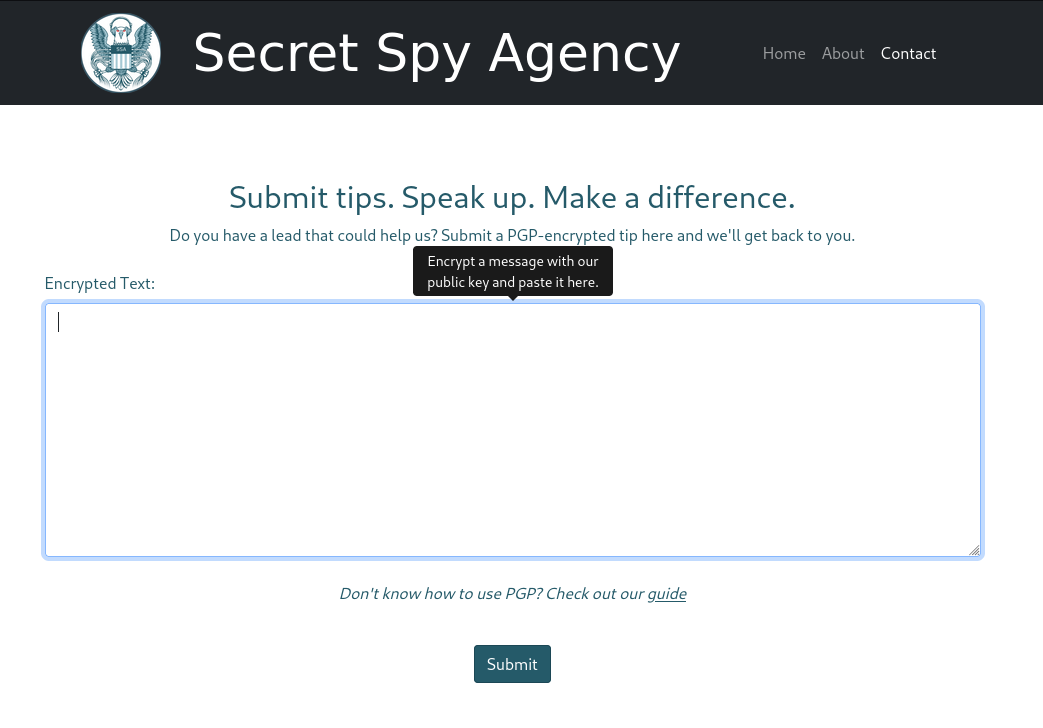 SSA
Secret Spy Agency
Home About Contact
Submit tips. Speak up. Make a difference.
Do you have a lead that could help us? Submit a PGP-encrypted tip here and we'll get back to you.
Encrypt a message with our
public key and paste it here.
Encrypted Text:
Don't know how to use PGP? Check out our guide
Submit